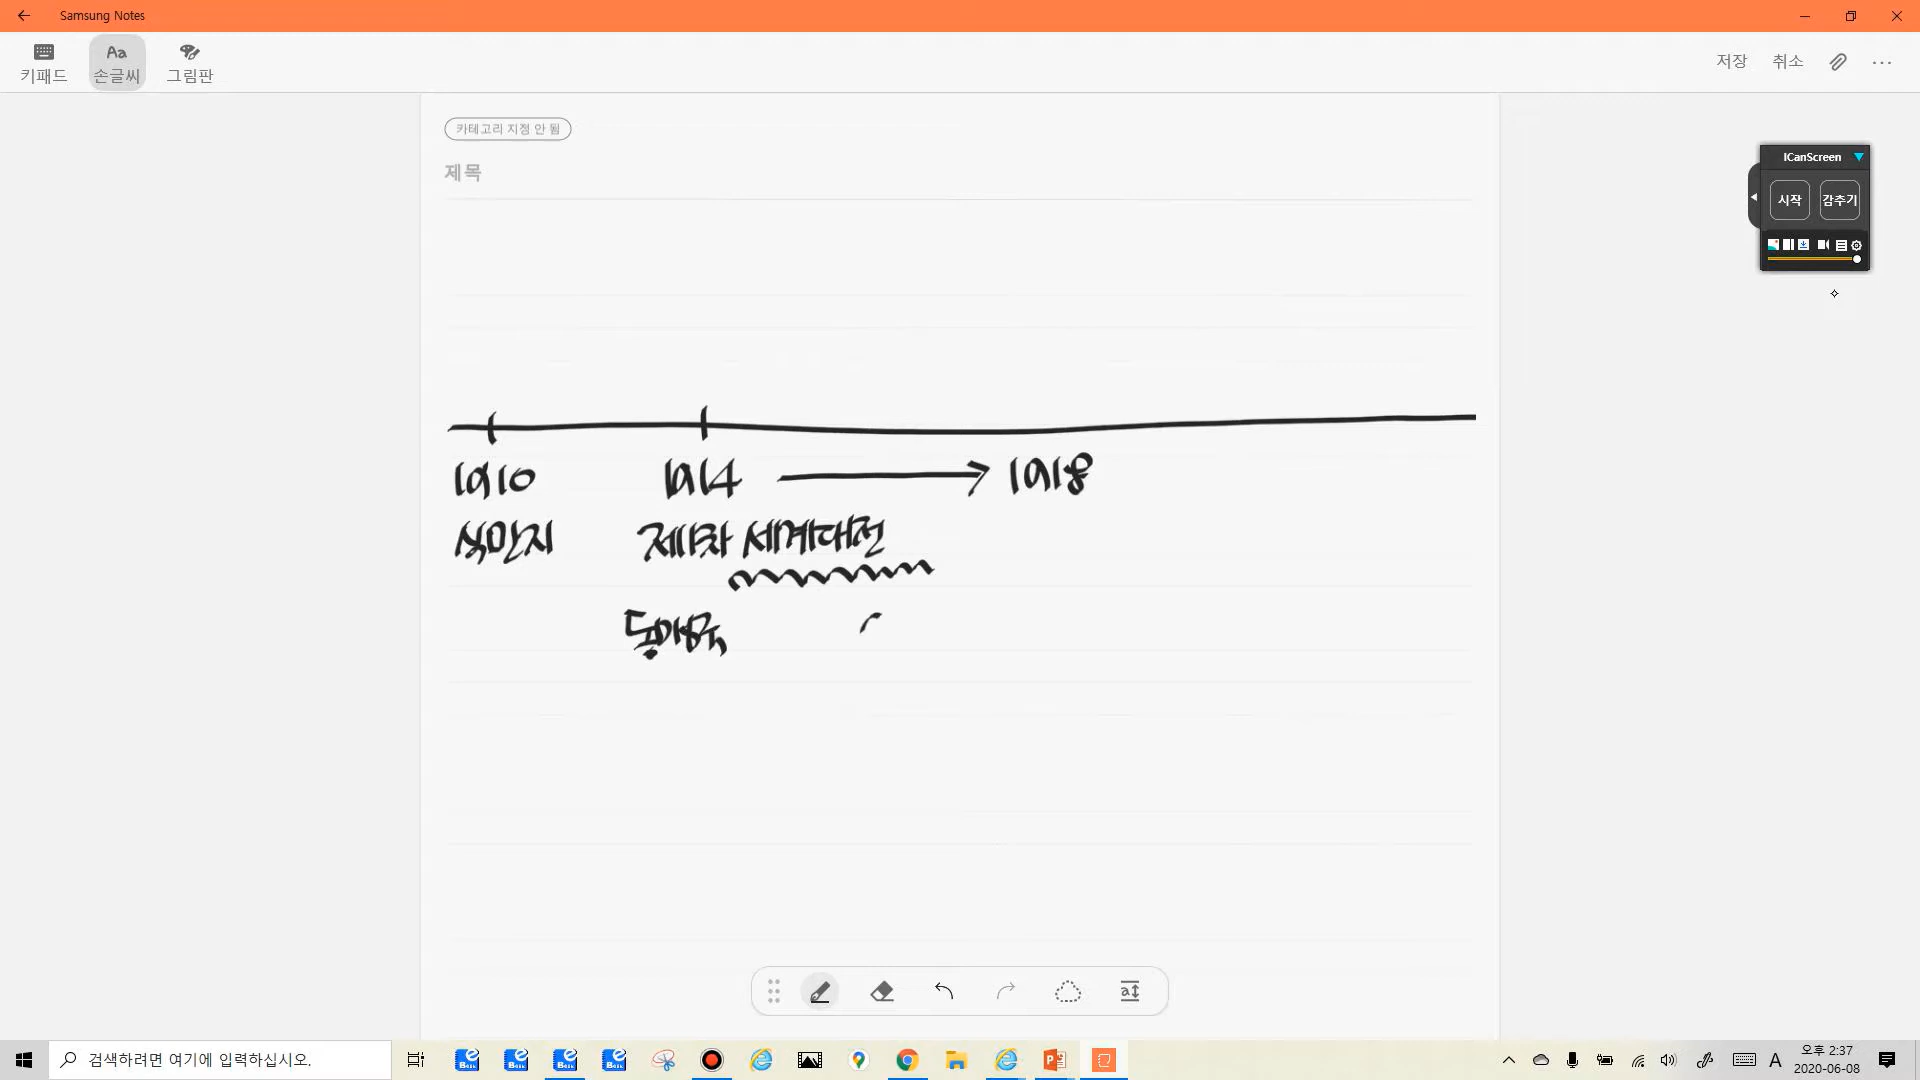 Samsung Notes
키패드 손글씨 그림판 저장 취소
카테고리 지정 안 됨
제목
ICanScreen
시작 감추기
1910 1914 1918
식민지 제1차 세계대전
동맹국
검색하려면 여기에 입력하십시오.
A
오후 2:37
2020-06-08